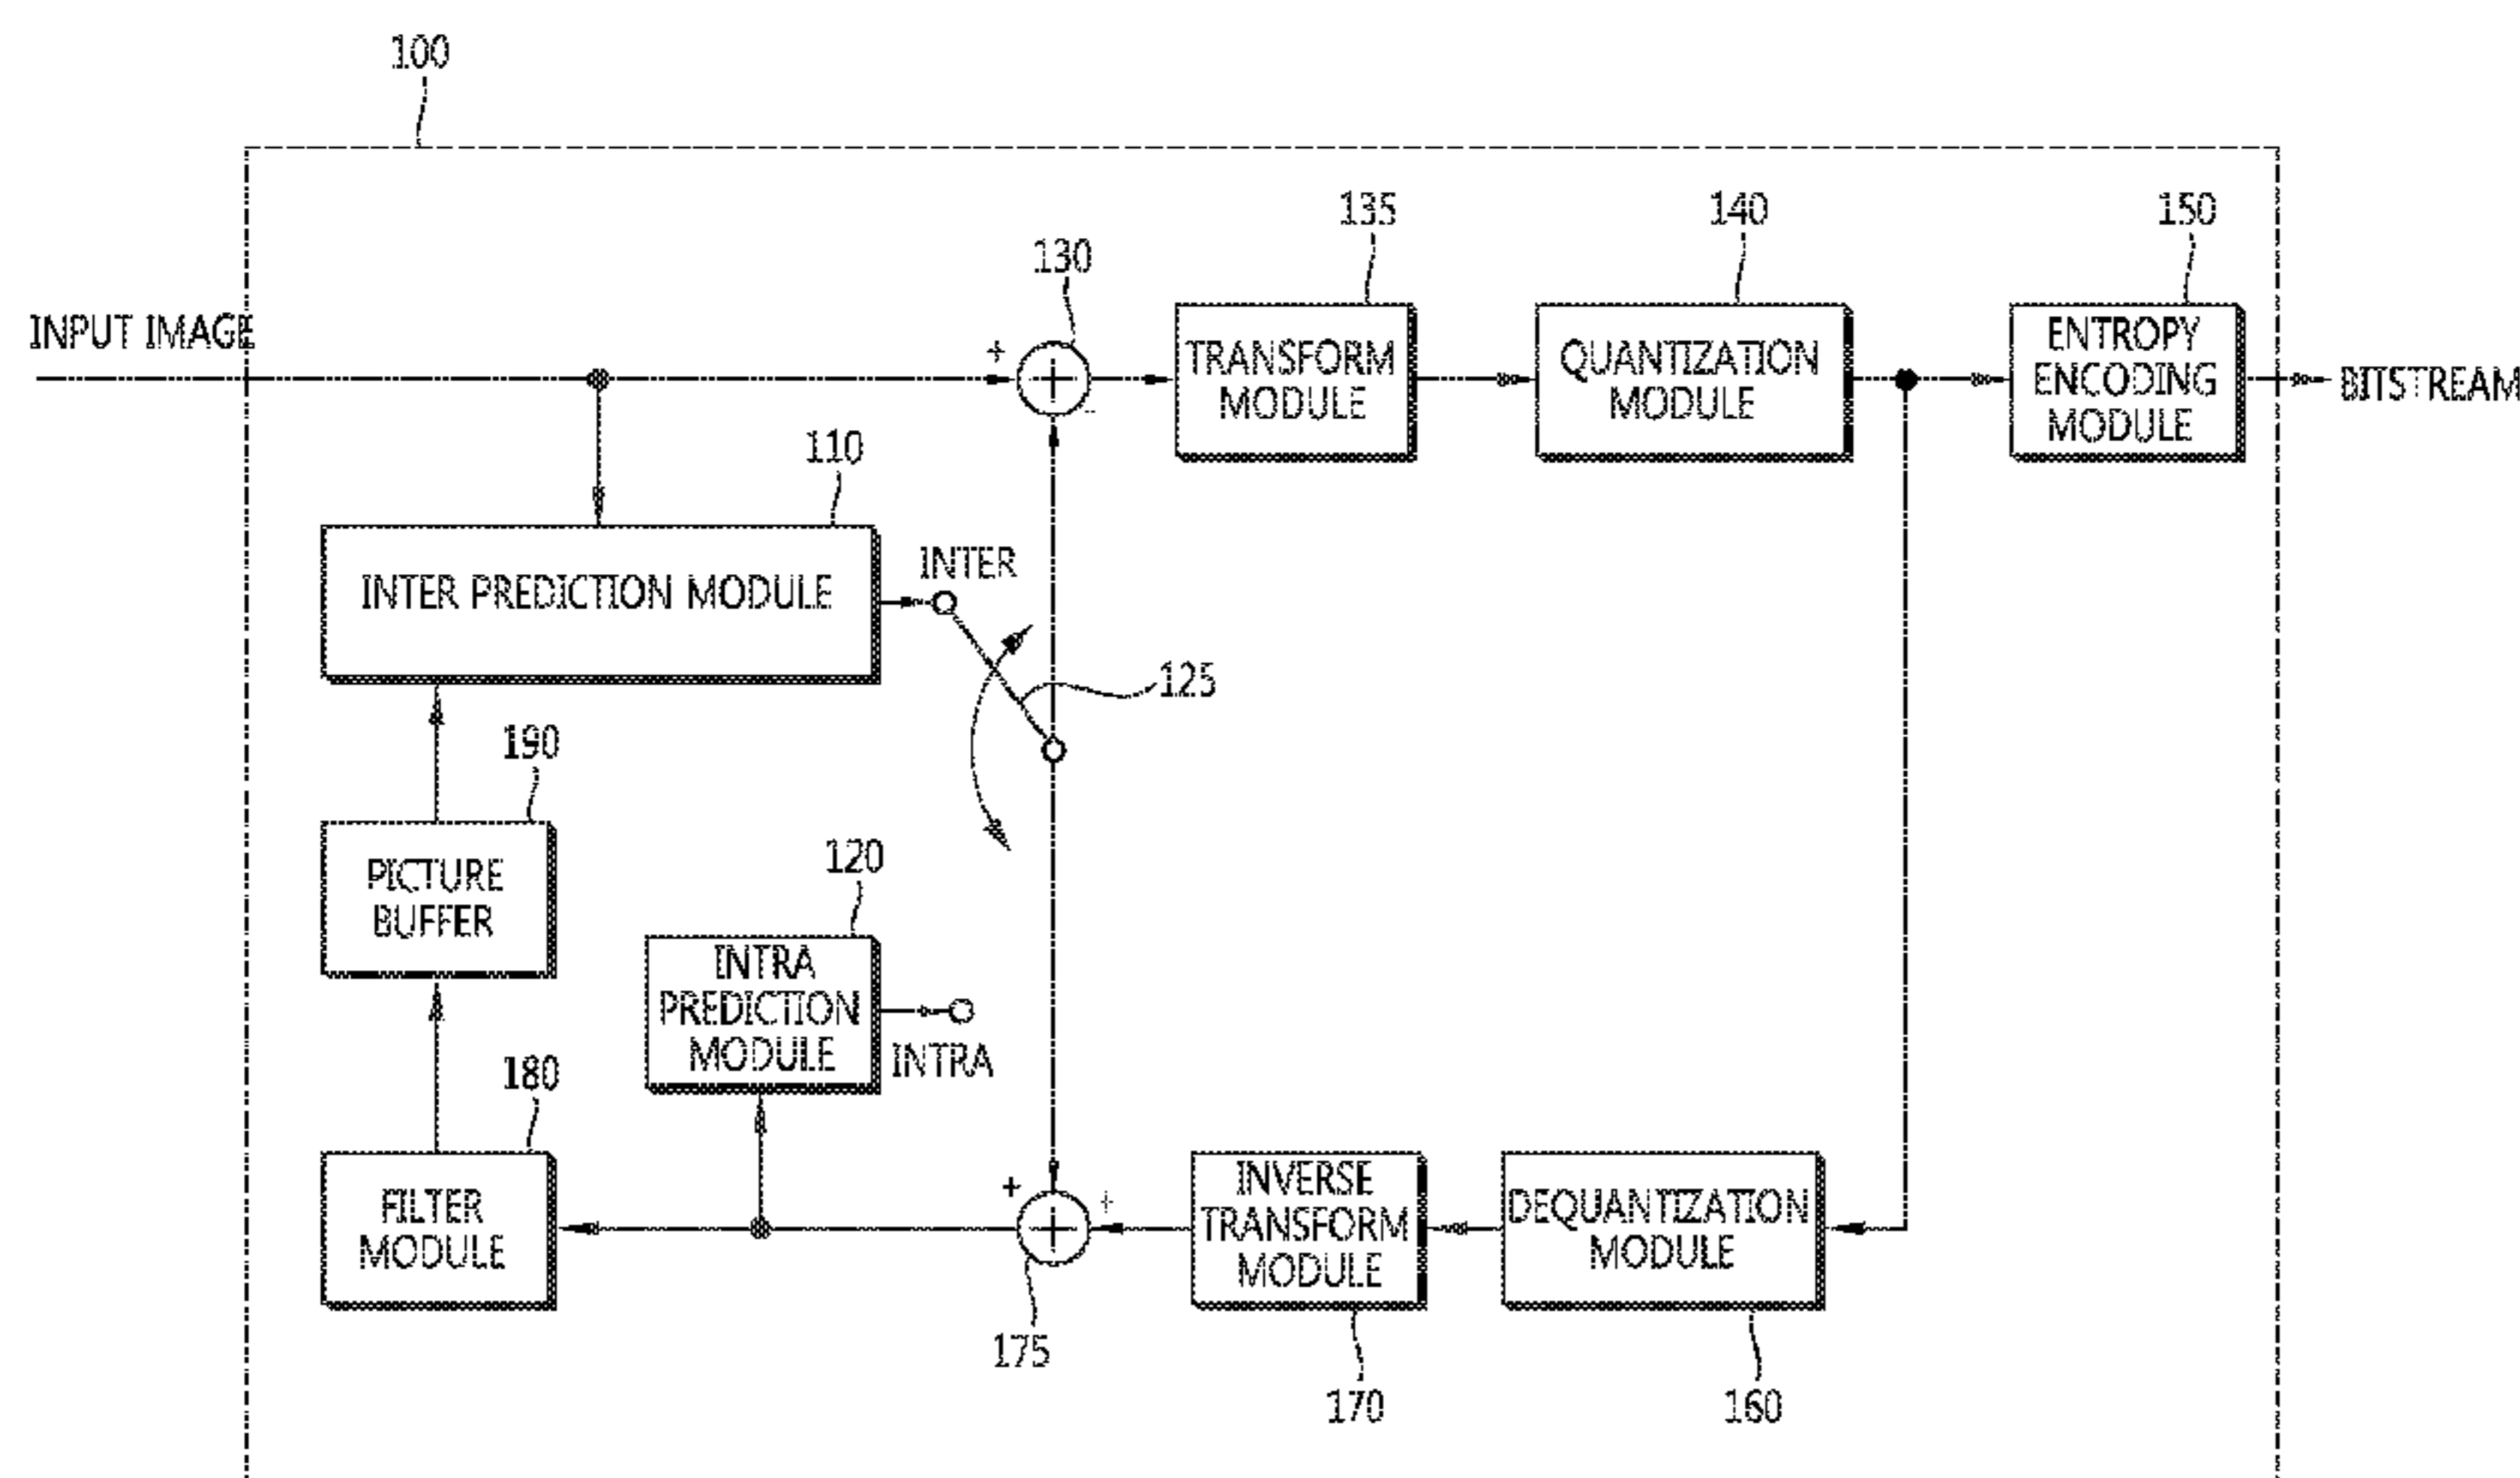 100
135
140
150
130
INPUT IMAGE
+
TRANSFORM
MODULE
QUANTIZATION
MODULE
ENTROPY
ENCODING
MODULE
BITSTREAM
-
110
INTER PREDICTION MODULE
INTER
125
190
PICTURE
BUFFER
120
INTRA
PREDICTION
MODULE
INTRA
180
FILTER
MODULE
+
+
INVERSE
TRANSFORM
MODULE
DEQUANTIZATION
MODULE
175
170
160